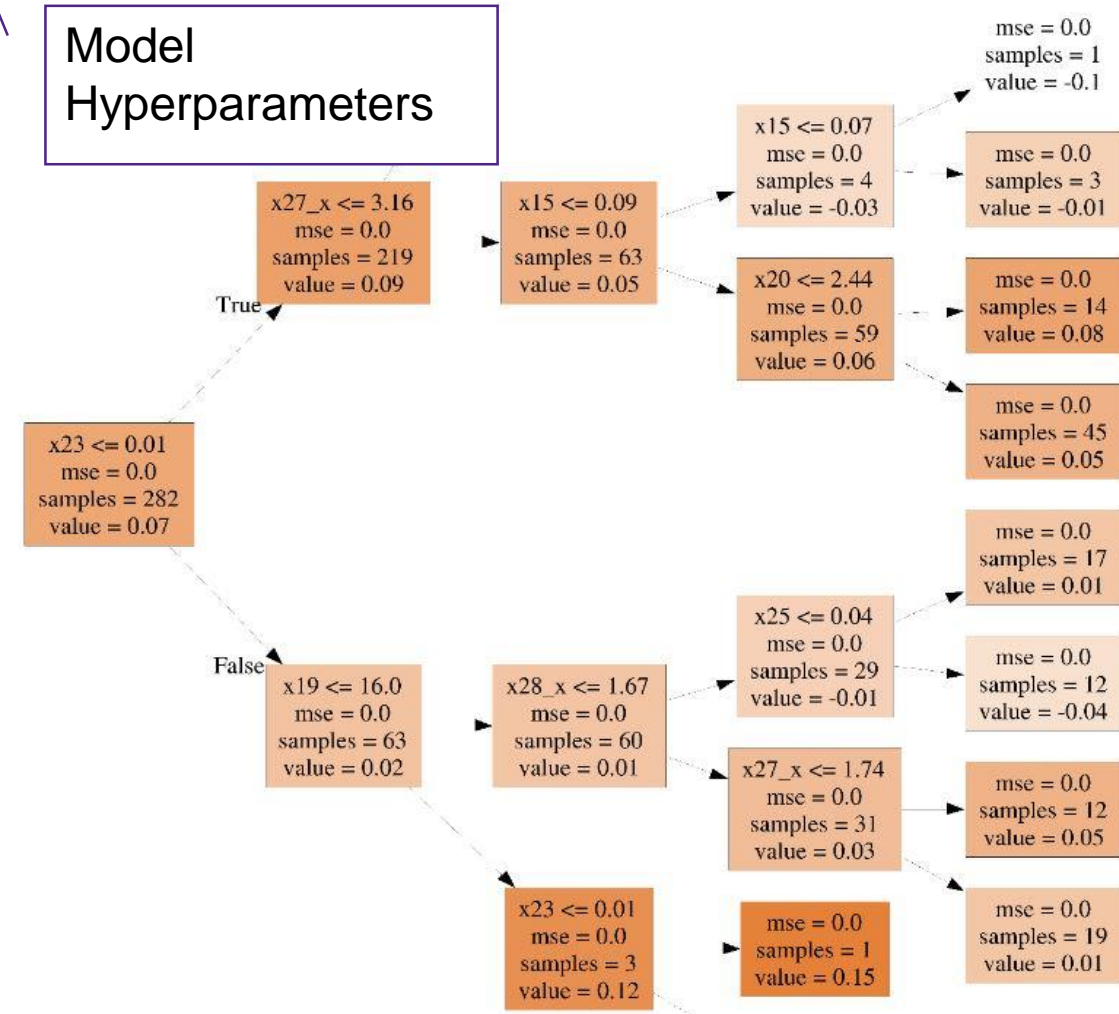 Model
Hyperparameters
mse = 0.0
samples = 1
value = -0.1
x15 <= 0.07
mse = 0.0
samples = 4
value = -0.03
mse = 0.0
samples = 3
value = -0.01
x27_x <= 3.16
mse = 0.0
samples = 219
value = 0.09
x15 <= 0.09
mse = 0.0
samples = 63
value = 0.05
x20 <= 2.44
mse = 0.0
samples = 59
value = 0.06
mse = 0.0
samples = 14
value = 0.08
True
mse = 0.0
samples = 45
value = 0.05
x23 <= 0.01
mse = 0.0
samples = 282
value = 0.07
mse = 0.0
samples = 17
value = 0.01
x25 <= 0.04
mse = 0.0
samples = 29
value = -0.01
False
x19 <= 16.0
mse = 0.0
samples = 63
value = 0.02
x28_x <= 1.67
mse = 0.0
samples = 60
value = 0.01
mse = 0.0
samples = 12
value = -0.04
x27_x <= 1.74
mse = 0.0
samples = 31
value = 0.03
mse = 0.0
samples = 12
value = 0.05
x23 <= 0.01
mse = 0.0
samples = 3
value = 0.12
mse = 0.0
samples = 1
value = 0.15
mse = 0.0
samples = 19
value = 0.01